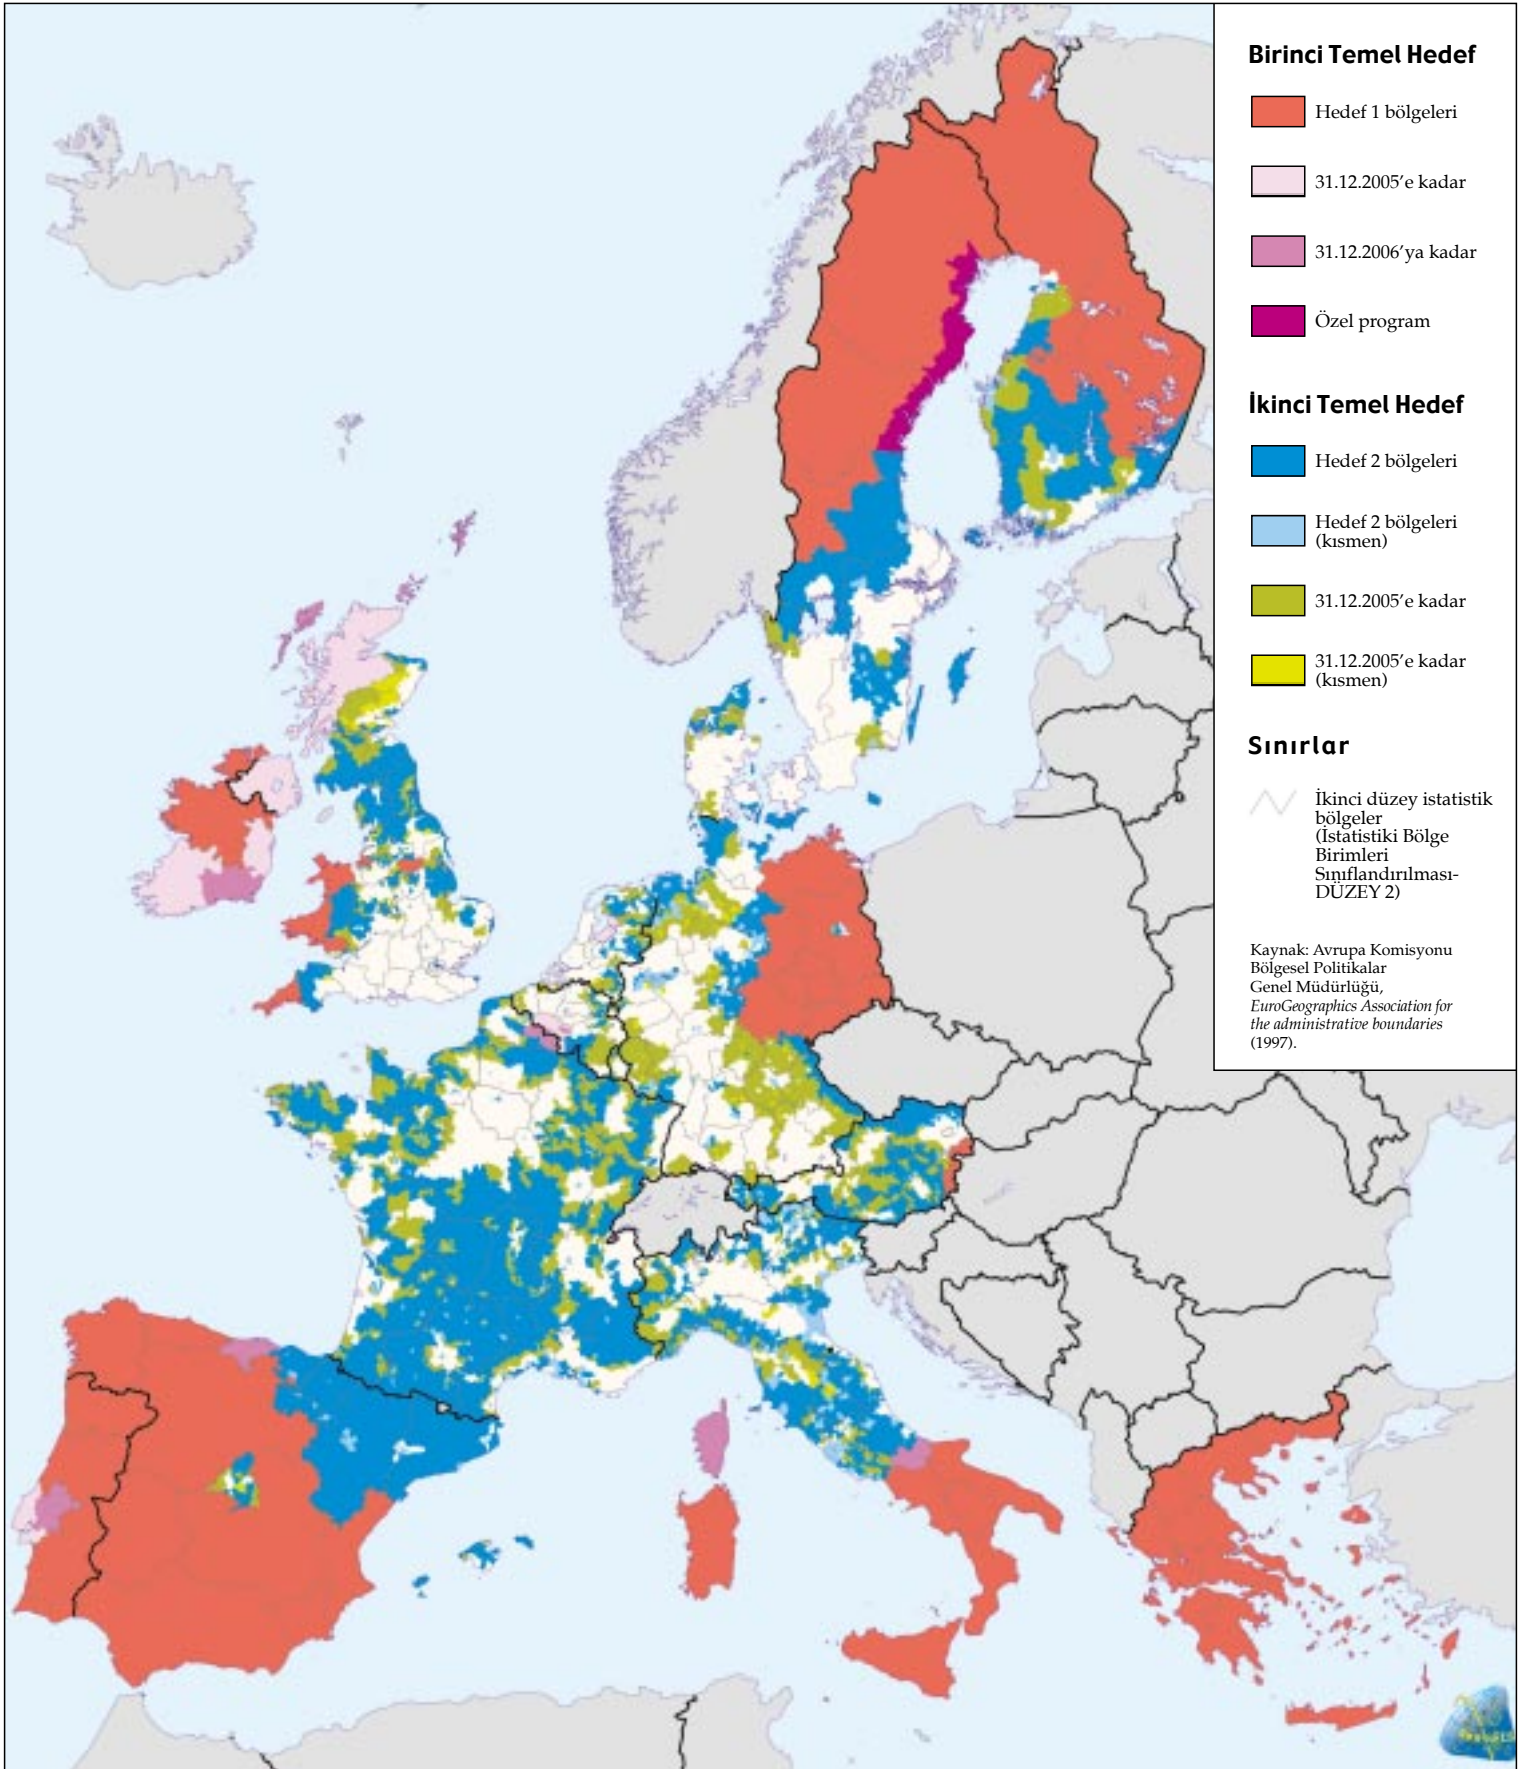 Birinci Temel Hedef
Hedef 1 bölgeleri
31.12.2005'e kadar
31.12.2006'ya kadar
Özel program
İkinci Temel Hedef
Hedef 2 bölgeleri
Hedef 2 bölgeleri
(kısmen)
31.12.2005'e kadar
31.12.2005'e kadar
(kısmen)
Sınırlar
İkinci düzey istatistik
bölgeler
(İstatistiki Bölge
Birimleri
Sınıflandırılması-
DÜZEY 2)
Kaynak: Avrupa Komisyonu
Bölgesel Politikalar
Genel Müdürlüğü,
EuroGeographics Association for
the administrative boundaries
(1997).